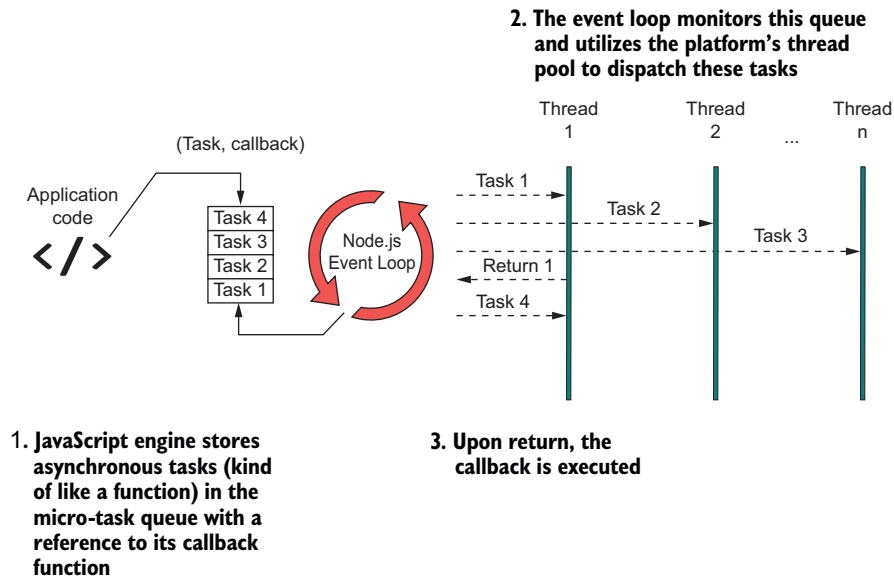 2. The event loop monitors this queue
and utilizes the platform's thread
pool to dispatch these tasks
Thread
1
Thread
2
...
Thread
n
(Task, callback)
Application
code
</>
Task 4
Task 3
Task 2
Task 1
Node.js
Event Loop
Task 1
Task 2
Task 3
Return 1
Task 4
1. JavaScript engine stores
asynchronous tasks (kind
of like a function) in the
micro-task queue with a
reference to its callback
function
3. Upon return, the
callback is executed